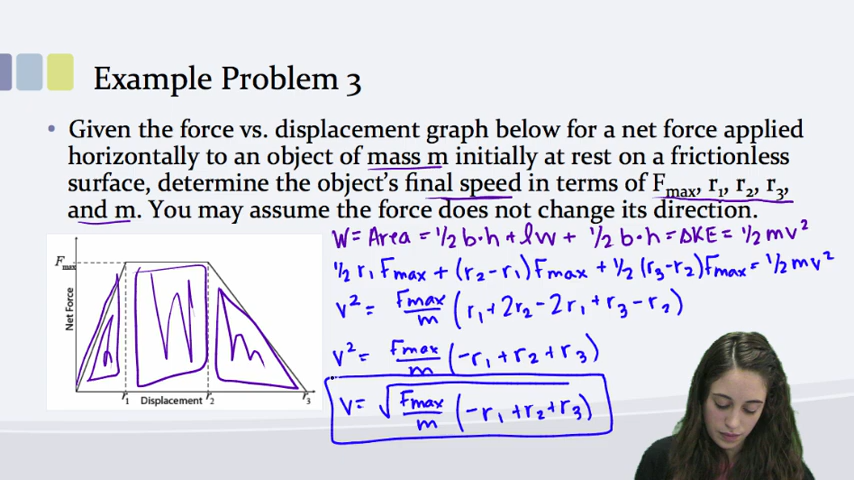 Example Problem 3
• Given the force vs. displacement graph below for a net force applied
horizontally to an object of mass m initially at rest on a frictionless
surface, determine the object's final speed in terms of Fmax, r₁, r₂, r₃,
and m. You may assume the force does not change its direction.
W = Area = ½ b·h + lw + ½ b·h = ΔKE = ½ mv²
½ r₁ Fmax + (r₂-r₁) Fmax + ½ (r₃-r₂) Fmax = ½ mv²
v² = Fmax/m (r₁ + 2r₂ - 2r₁ + r₃ - r₂)
v² = Fmax/m (-r₁ + r₂ + r₃)
v = √(Fmax/m (-r₁ + r₂ + r₃))
Fmax
Net Force
r₁ Displacement r₂ r₃